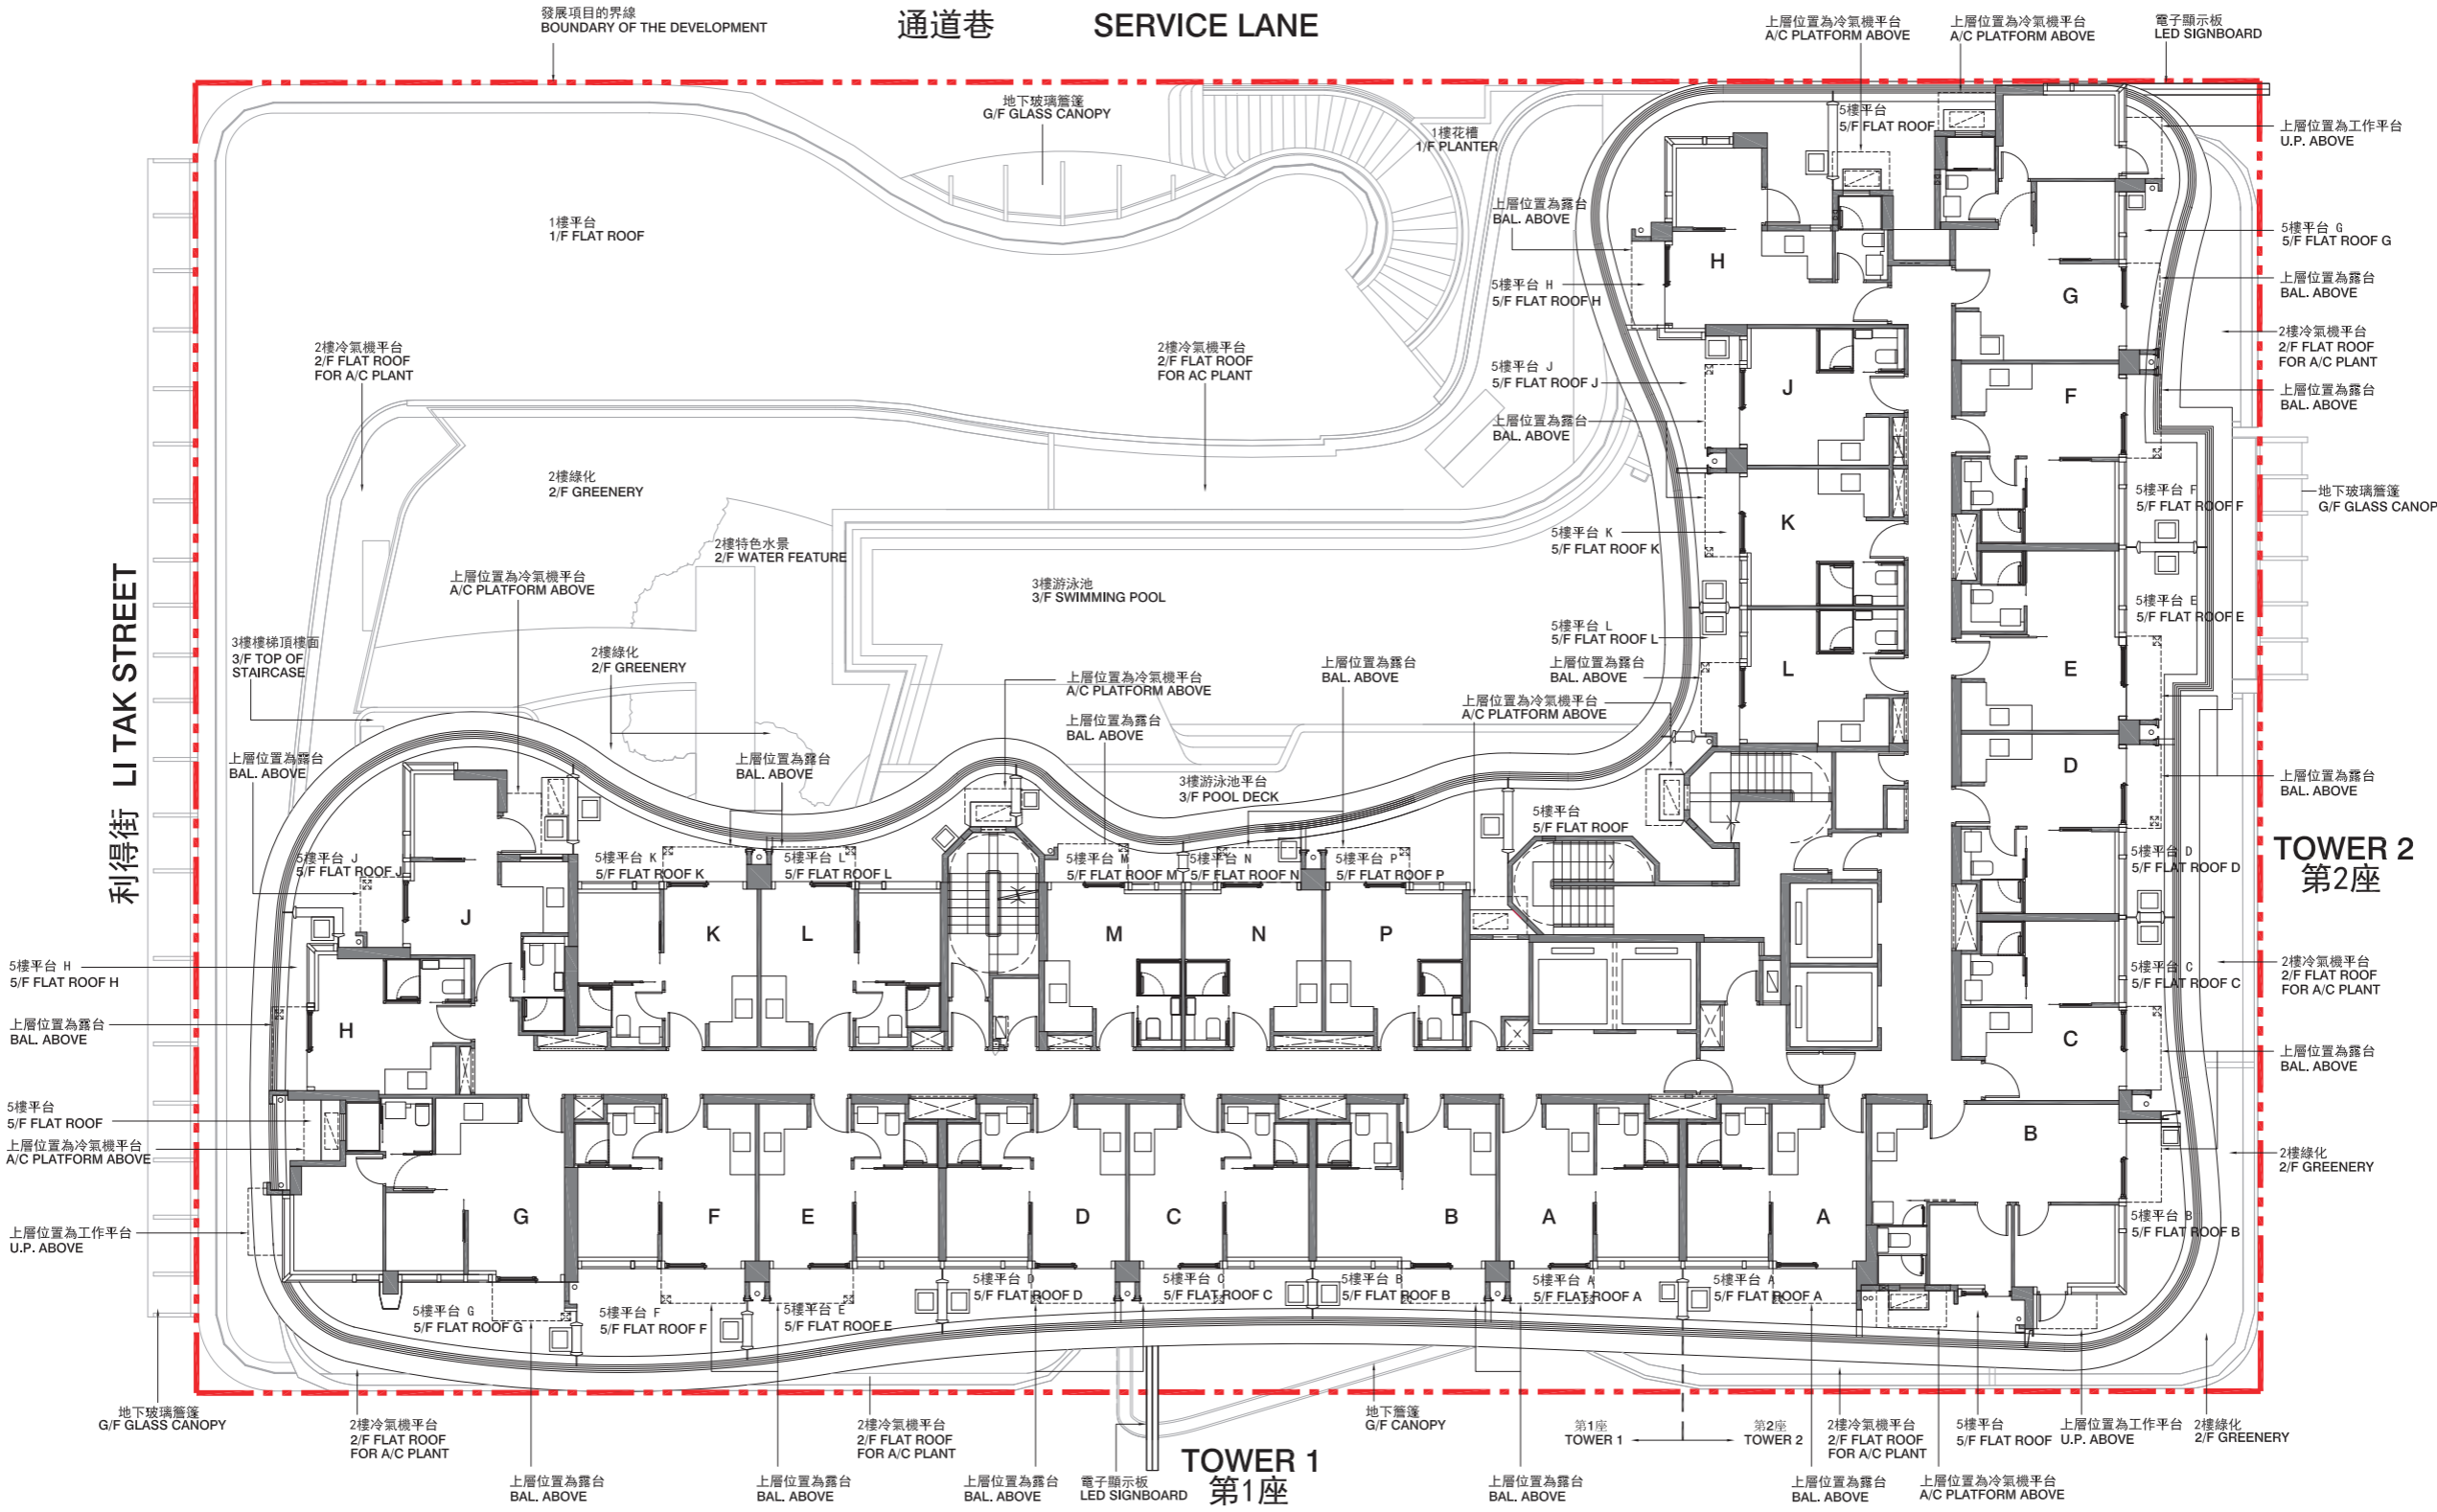 發展項目的界線
BOUNDARY OF THE DEVELOPMENT
通道巷 SERVICE LANE
上層位置為冷氣機平台
A/C PLATFORM ABOVE
上層位置為冷氣機平台
A/C PLATFORM ABOVE
電子顯示板
LED SIGNBOARD
地下玻璃簷篷
G/F GLASS CANOPY
1樓花槽
1/F PLANTER
5樓平台
5/F FLAT ROOF
上層位置為工作平台
U.P. ABOVE
1樓平台
1/F FLAT ROOF
上層位置為露台
BAL. ABOVE
5樓平台 G
5/F FLAT ROOF G
H
5樓平台 H
5/F FLAT ROOF H
上層位置為露台
BAL. ABOVE
G
2樓冷氣機平台
2/F FLAT ROOF
FOR A/C PLANT
2樓冷氣機平台
2/F FLAT ROOF
FOR AC PLANT
2樓冷氣機平台
2/F FLAT ROOF
FOR A/C PLANT
5樓平台 J
5/F FLAT ROOF J
J
F
上層位置為露台
BAL. ABOVE
上層位置為露台
BAL. ABOVE
2樓綠化
2/F GREENERY
5樓平台 F
5/F FLAT ROOF F
地下玻璃簷篷
G/F GLASS CANOP
2樓特色水景
2/F WATER FEATURE
5樓平台 K
5/F FLAT ROOF K
K
上層位置為冷氣機平台
A/C PLATFORM ABOVE
3樓游泳池
3/F SWIMMING POOL
5樓平台 E
5/F FLAT ROOF E
利得街 LI TAK STREET
3樓樓梯頂樓面
3/F TOP OF
STAIRCASE
2樓綠化
2/F GREENERY
5樓平台 L
5/F FLAT ROOF L
上層位置為冷氣機平台
A/C PLATFORM ABOVE
上層位置為露台
BAL. ABOVE
上層位置為露台
BAL. ABOVE
L
E
上層位置為冷氣機平台
A/C PLATFORM ABOVE
上層位置為露台
BAL. ABOVE
上層位置為露台
BAL. ABOVE
上層位置為露台
BAL. ABOVE
3樓游泳池平台
3/F POOL DECK
D
上層位置為露台
BAL. ABOVE
5樓平台
5/F FLAT ROOF
TOWER 2
第2座
5樓平台 J
5/F FLAT ROOF J
5樓平台 K
5/F FLAT ROOF K
5樓平台 L
5/F FLAT ROOF L
5樓平台 M
5/F FLAT ROOF M
5樓平台 N
5/F FLAT ROOF N
5樓平台 P
5/F FLAT ROOF P
5樓平台 D
5/F FLAT ROOF D
J
K
L
M
N
P
5樓平台 H
5/F FLAT ROOF H
5樓平台 C
5/F FLAT ROOF C
2樓冷氣機平台
2/F FLAT ROOF
FOR A/C PLANT
上層位置為露台
BAL. ABOVE
H
C
上層位置為露台
BAL. ABOVE
5樓平台
5/F FLAT ROOF
上層位置為冷氣機平台
A/C PLATFORM ABOVE
B
2樓綠化
2/F GREENERY
上層位置為工作平台
U.P. ABOVE
G
F
E
D
C
B
A
A
5樓平台 B
5/F FLAT ROOF B
5樓平台 G
5/F FLAT ROOF G
5樓平台 F
5/F FLAT ROOF F
5樓平台 E
5/F FLAT ROOF E
5樓平台 D
5/F FLAT ROOF D
5樓平台 C
5/F FLAT ROOF C
5樓平台 B
5/F FLAT ROOF B
5樓平台 A
5/F FLAT ROOF A
5樓平台 A
5/F FLAT ROOF A
地下玻璃簷篷
G/F GLASS CANOPY
2樓冷氣機平台
2/F FLAT ROOF
FOR A/C PLANT
2樓冷氣機平台
2/F FLAT ROOF
FOR A/C PLANT
地下簷篷
G/F CANOPY
第1座
TOWER 1
第2座
TOWER 2
2樓冷氣機平台
2/F FLAT ROOF
FOR A/C PLANT
5樓平台
5/F FLAT ROOF
上層位置為工作平台
U.P. ABOVE
2樓綠化
2/F GREENERY
上層位置為露台
BAL. ABOVE
上層位置為露台
BAL. ABOVE
上層位置為露台
BAL. ABOVE
電子顯示板
LED SIGNBOARD
TOWER 1
第1座
上層位置為露台
BAL. ABOVE
上層位置為露台
BAL. ABOVE
上層位置為冷氣機平台
A/C PLATFORM ABOVE